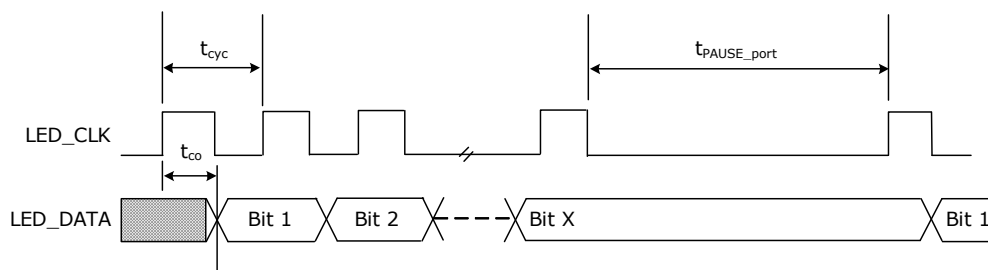 tcyc
tPAUSE_port
LED_CLK
tco
LED_DATA
Bit 1
Bit 2
Bit X
Bit 1